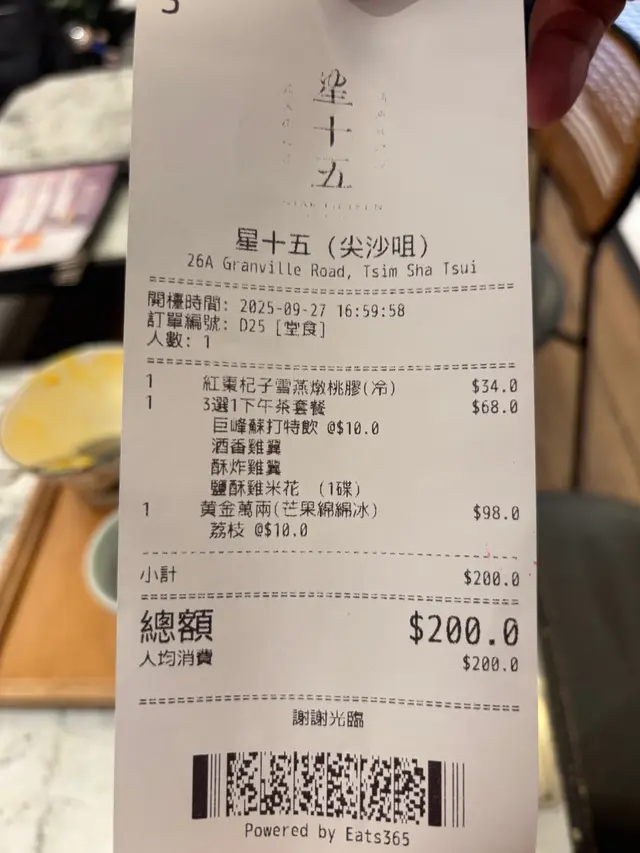 星
十
五
星十五 (尖沙咀)
26A Granville Road, Tsim Sha Tsui
開檯時間: 2025-09-27 16:59:58
訂單編號: D25 [堂食]
人數: 1
1 紅棗杞子雪燕燉桃膠(冷) $34.0
1 3選1下午茶套餐 $68.0
巨峰蘇打特飲 @$10.0
酒香雞翼
酥炸雞翼
鹽酥雞米花 (1碟)
1 黃金萬兩(芒果綿綿冰) $98.0
荔枝 @$10.0
小計 $200.0
總額 $200.0
人均消費 $200.0
謝謝光臨
Powered by Eats365